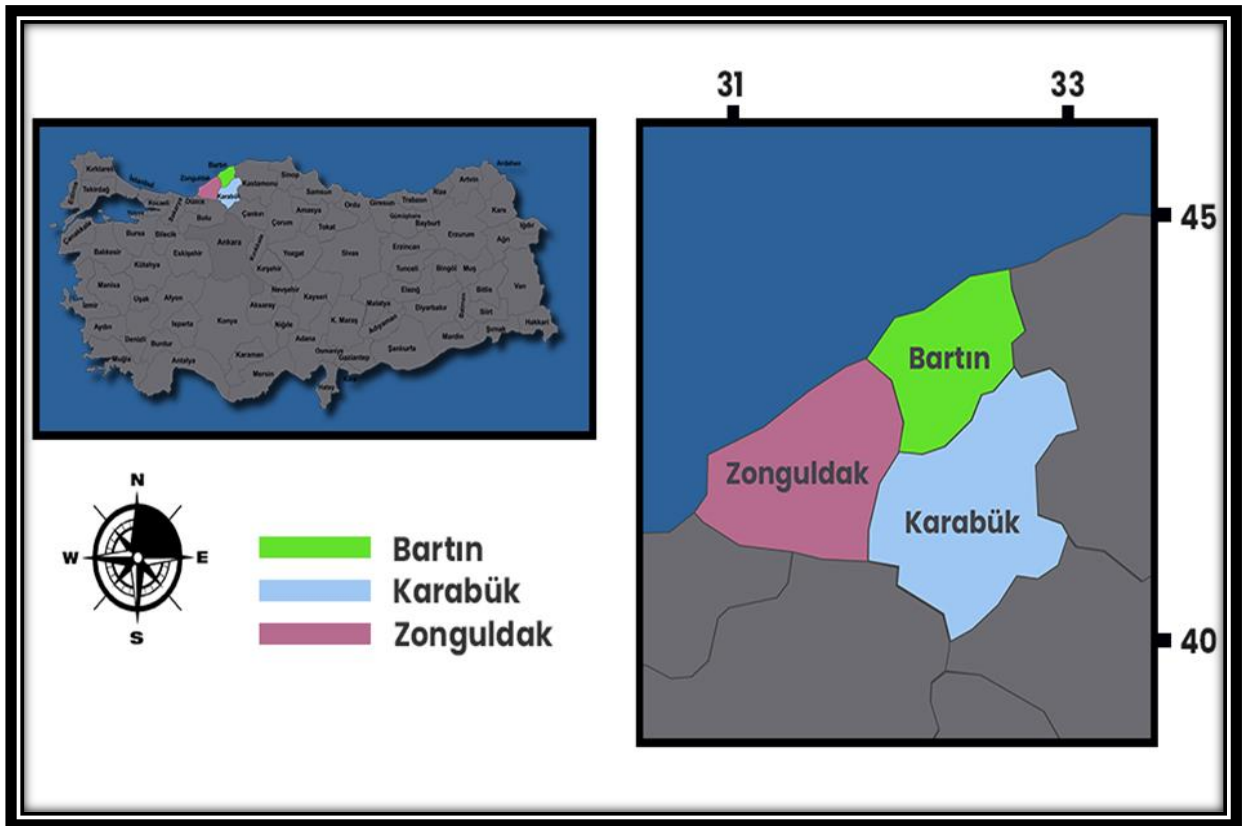 31 33
45
40
Bartın
Zonguldak
Karabük
N
W E
S
Bartın
Karabük
Zonguldak
Bartın
Zonguldak
Karabük
Kırklareli
Tekirdağ
İstanbul
Kocaeli
Sakarya
Düzce
Bolu
Kastamonu
Sinop
Samsun
Ordu
Giresun
Trabzon
Rize
Artvin
Ardahan
Kars
Iğdır
Ağrı
Erzurum
Bayburt
Gümüşhane
Erzincan
Tokat
Amasya
Çorum
Çankırı
Ankara
Kırıkkale
Yozgat
Sivas
Kırşehir
Nevşehir
Kayseri
Aksaray
Niğde
Konya
Karaman
Mersin
Adana
Osmaniye
Gaziantep
Hatay
K. Maraş
Adıyaman
Malatya
Şanlıurfa
Diyarbakır
Elazığ
Tunceli
Bingöl
Muş
Bitlis
Van
Siirt
Batman
Mardin
Şırnak
Hakkari
Çanakkale
Bursa
Bilecik
Eskişehir
Balıkesir
Kütahya
Manisa
Uşak
Afyon
İzmir
Aydın
Denizli
Isparta
Burdur
Muğla
Antalya